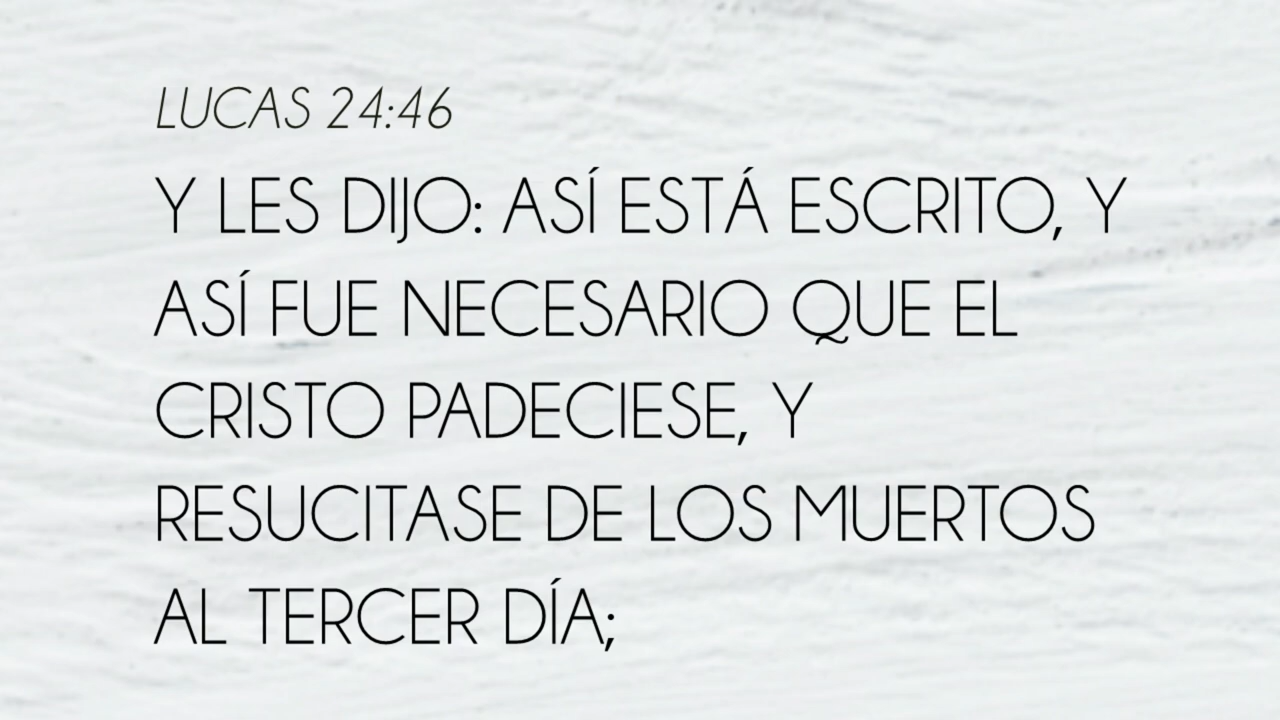 LUCAS 24:46
Y LES DIJO: ASÍ ESTÁ ESCRITO, Y
ASÍ FUE NECESARIO QUE EL
CRISTO PADECIESE, Y
RESUCITASE DE LOS MUERTOS
AL TERCER DÍA;